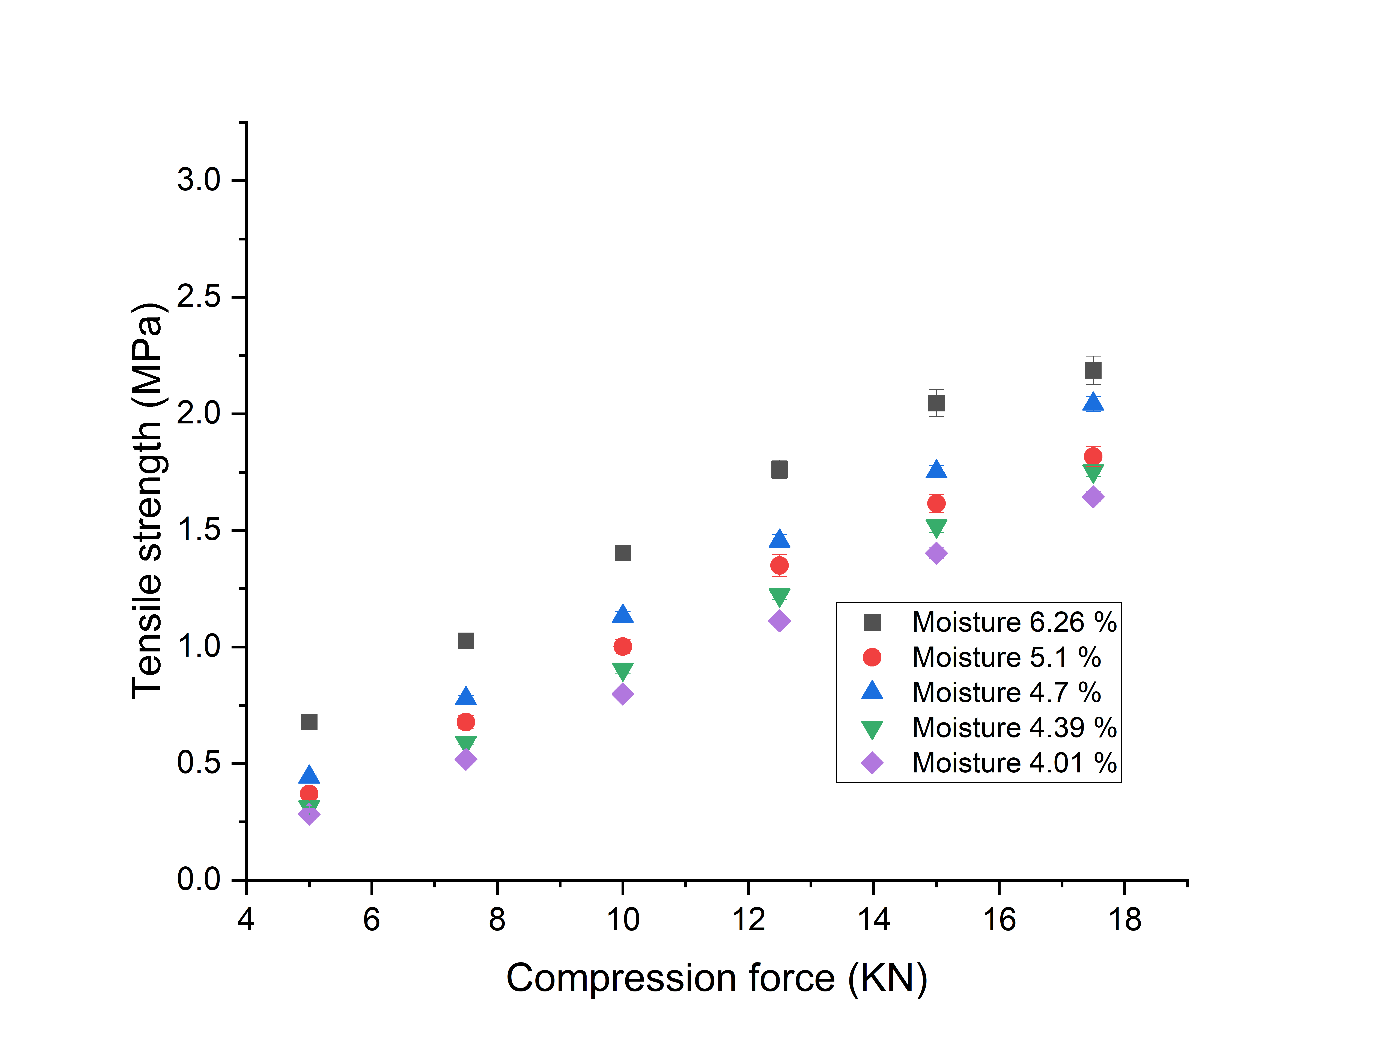 3.0
2.5
2.0
1.5
1.0
0.5
0.0
Tensile strength (MPa)
Moisture 6.26 %
Moisture 5.1 %
Moisture 4.7 %
Moisture 4.39 %
Moisture 4.01 %
4 6 8 10 12 14 16 18
Compression force (KN)